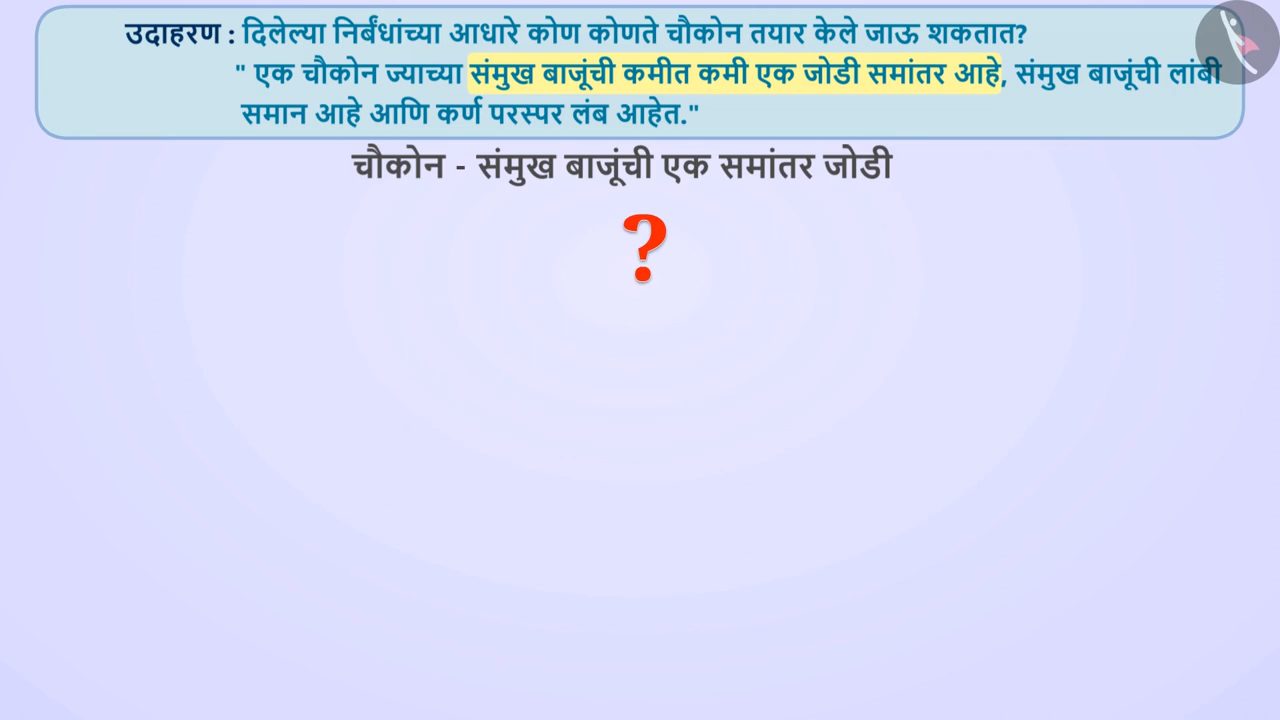 उदाहरण : दिलेल्या निर्बंधांच्या आधारे कोण कोणते चौकोन तयार केले जाऊ शकतात?
" एक चौकोन ज्याच्या संमुख बाजूंची कमीत कमी एक जोडी समांतर आहे, संमुख बाजूंची लांबी
समान आहे आणि कर्ण परस्पर लंब आहेत."
चौकोन - संमुख बाजूंची एक समांतर जोडी
?